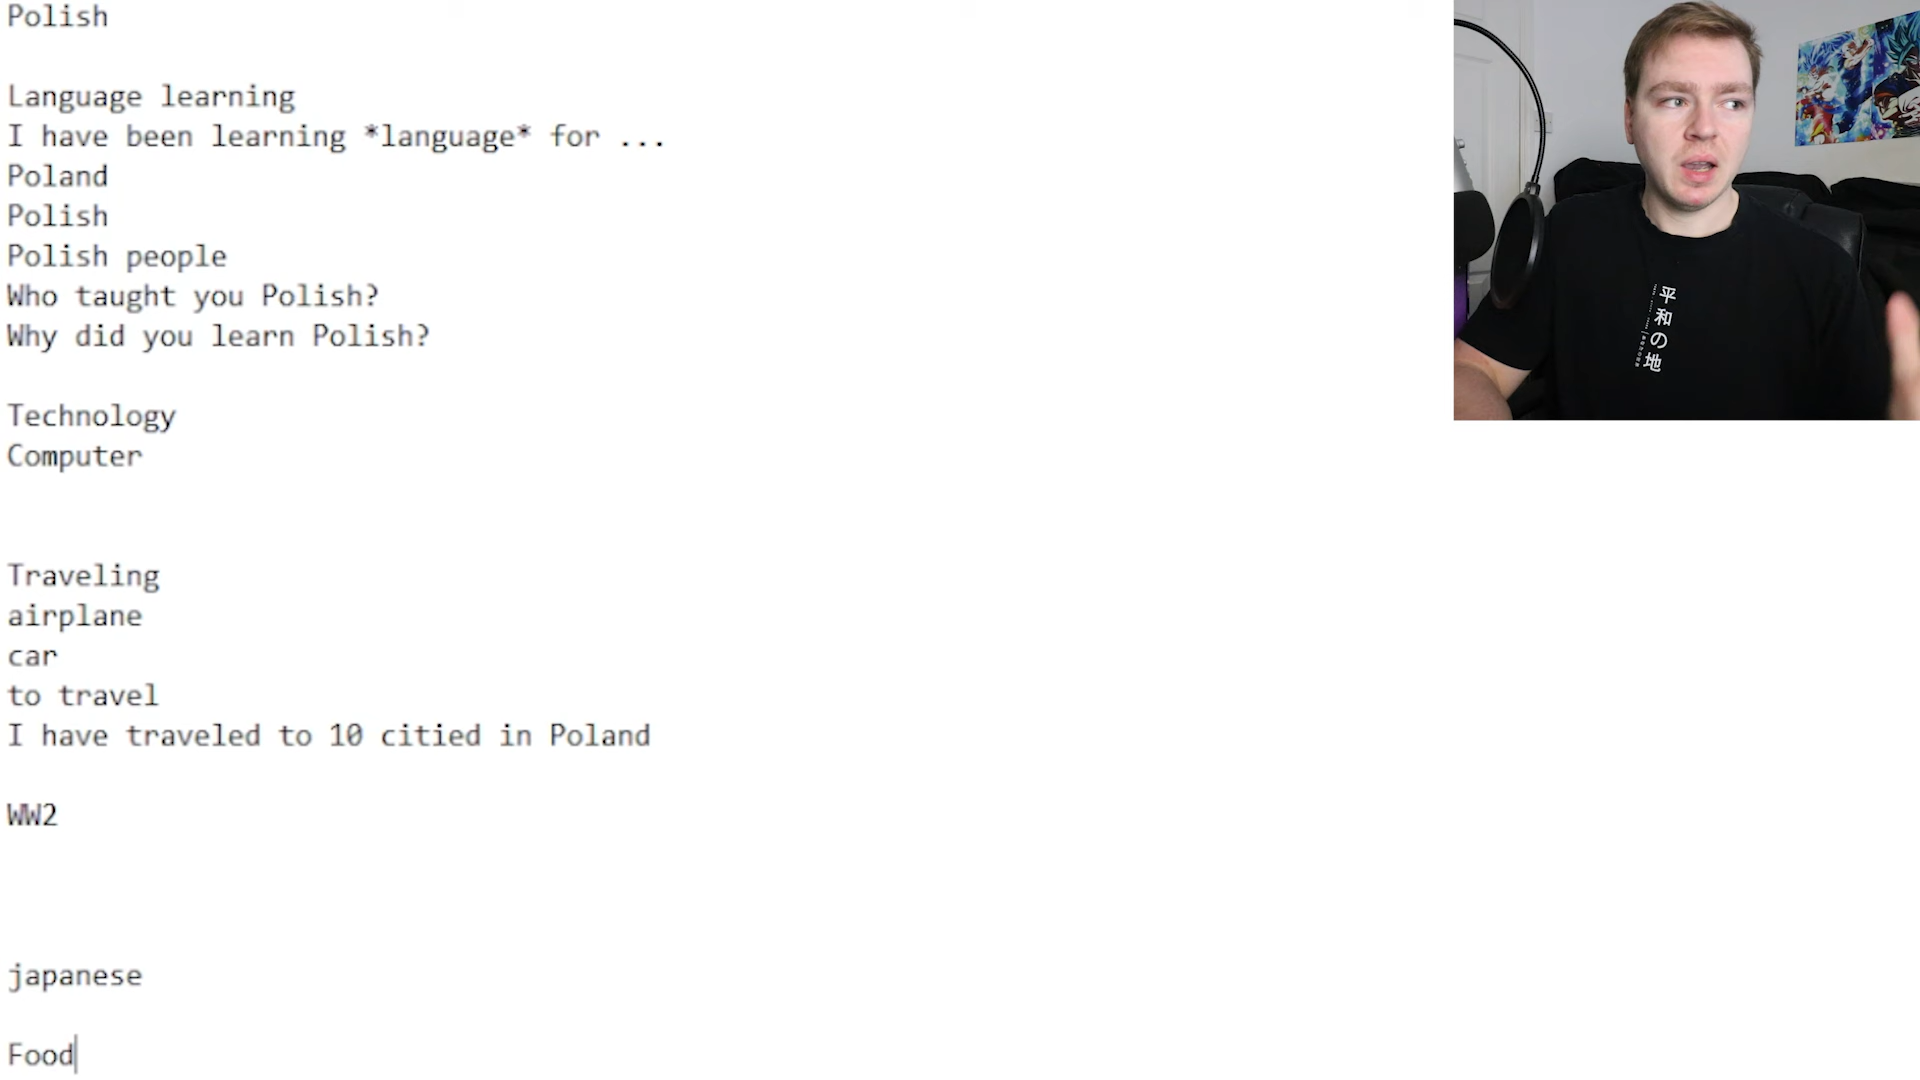 Polish
Language learning
I have been learning *language* for ...
Poland
Polish
Polish people
Who taught you Polish?
Why did you learn Polish?
Technology
Computer
Traveling
airplane
car
to travel
I have traveled to 10 citied in Poland
WW2
japanese
Food
平和の地